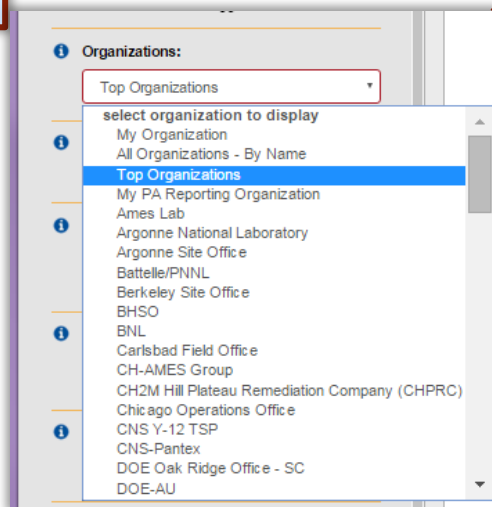 Organizations:
Top Organizations
select organization to display
My Organization
All Organizations - By Name
Top Organizations
My PA Reporting Organization
Ames Lab
Argonne National Laboratory
Argonne Site Office
Battelle/PNNL
Berkeley Site Office
BHSO
BNL
Carlsbad Field Office
CH-AMES Group
CH2M Hill Plateau Remediation Company (CHPRC)
Chicago Operations Office
CNS Y-12 TSP
CNS-Pantex
DOE Oak Ridge Office - SC
DOE-AU